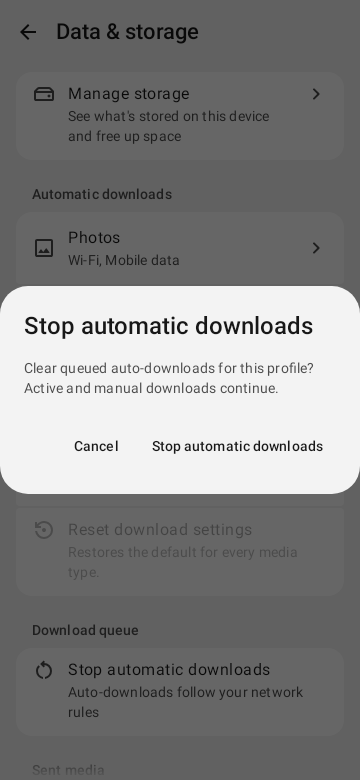 Data & storage
Manage storage
See what's stored on this device
and free up space
Automatic downloads
Photos
Wi-Fi, Mobile data
Stop automatic downloads
Clear queued auto-downloads for this profile?
Active and manual downloads continue.
Cancel
Stop automatic downloads
Reset download settings
Restores the default for every media
type.
Download queue
Stop automatic downloads
Auto-downloads follow your network
rules
Sent media